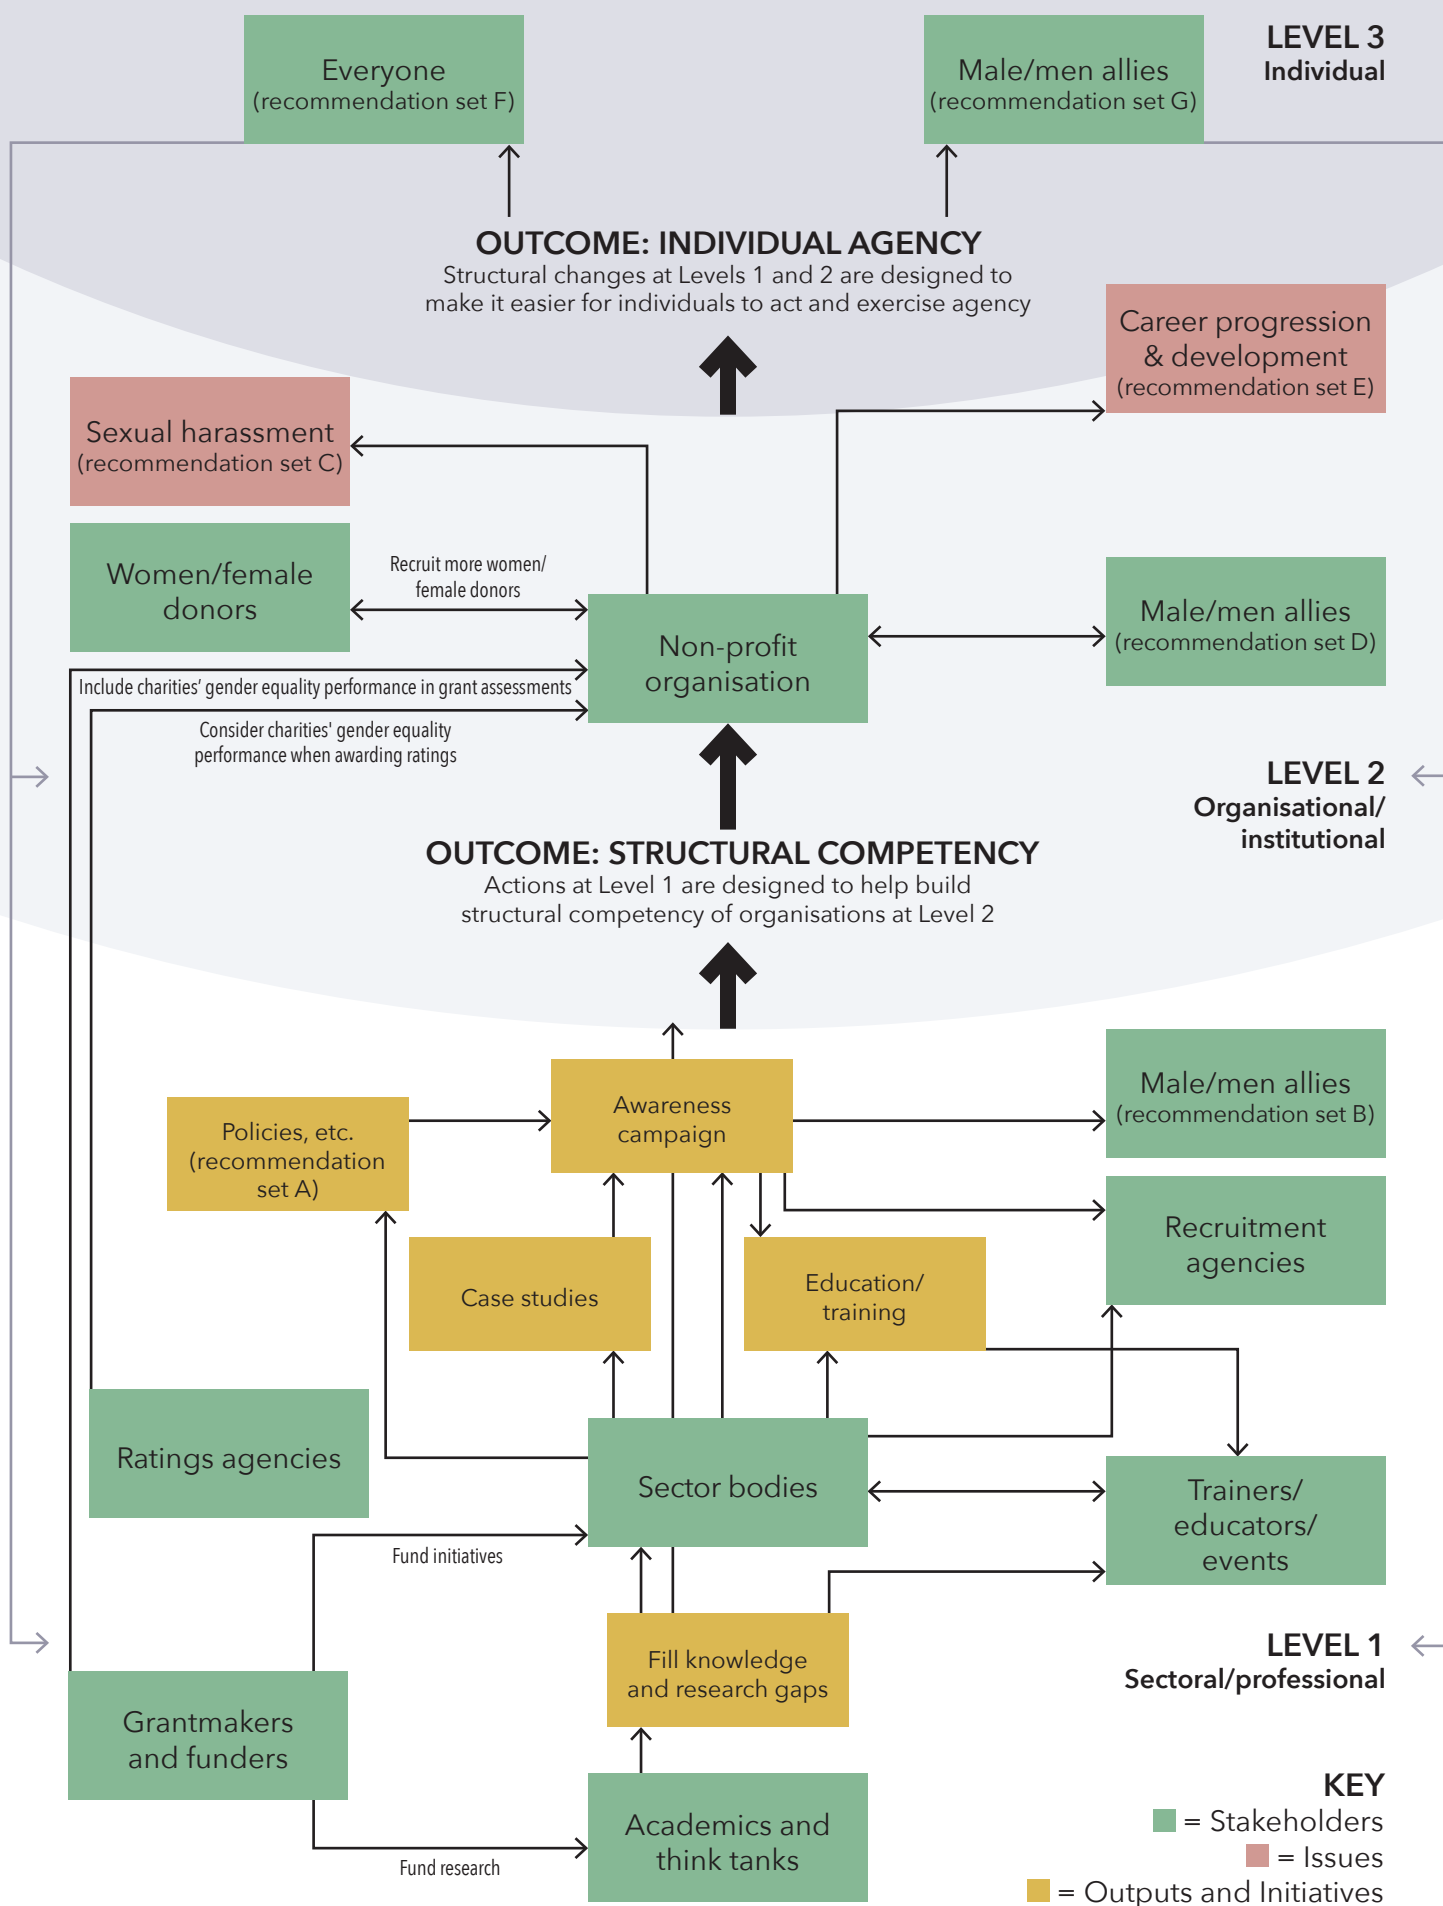 LEVEL 3
Individual
Everyone
(recommendation set F)
Male/men allies
(recommendation set G)
OUTCOME: INDIVIDUAL AGENCY
Structural changes at Levels 1 and 2 are designed to
make it easier for individuals to act and exercise agency
Career progression
& development
(recommendation set E)
Sexual harassment
(recommendation set C)
Women/female
donors
Recruit more women/
female donors
Non-profit
organisation
Male/men allies
(recommendation set D)
Include charities’ gender equality performance in grant assessments
Consider charities' gender equality
performance when awarding ratings
LEVEL 2
Organisational/
institutional
OUTCOME: STRUCTURAL COMPETENCY
Actions at Level 1 are designed to help build
structural competency of organisations at Level 2
Male/men allies
(recommendation set B)
Awareness
campaign
Policies, etc.
(recommendation
set A)
Recruitment
agencies
Case studies
Education/
training
Ratings agencies
Sector bodies
Trainers/
educators/
events
Fund initiatives
LEVEL 1
Sectoral/professional
Fill knowledge
and research gaps
Grantmakers
and funders
Academics and
think tanks
Fund research
KEY
= Stakeholders
= Issues
= Outputs and Initiatives